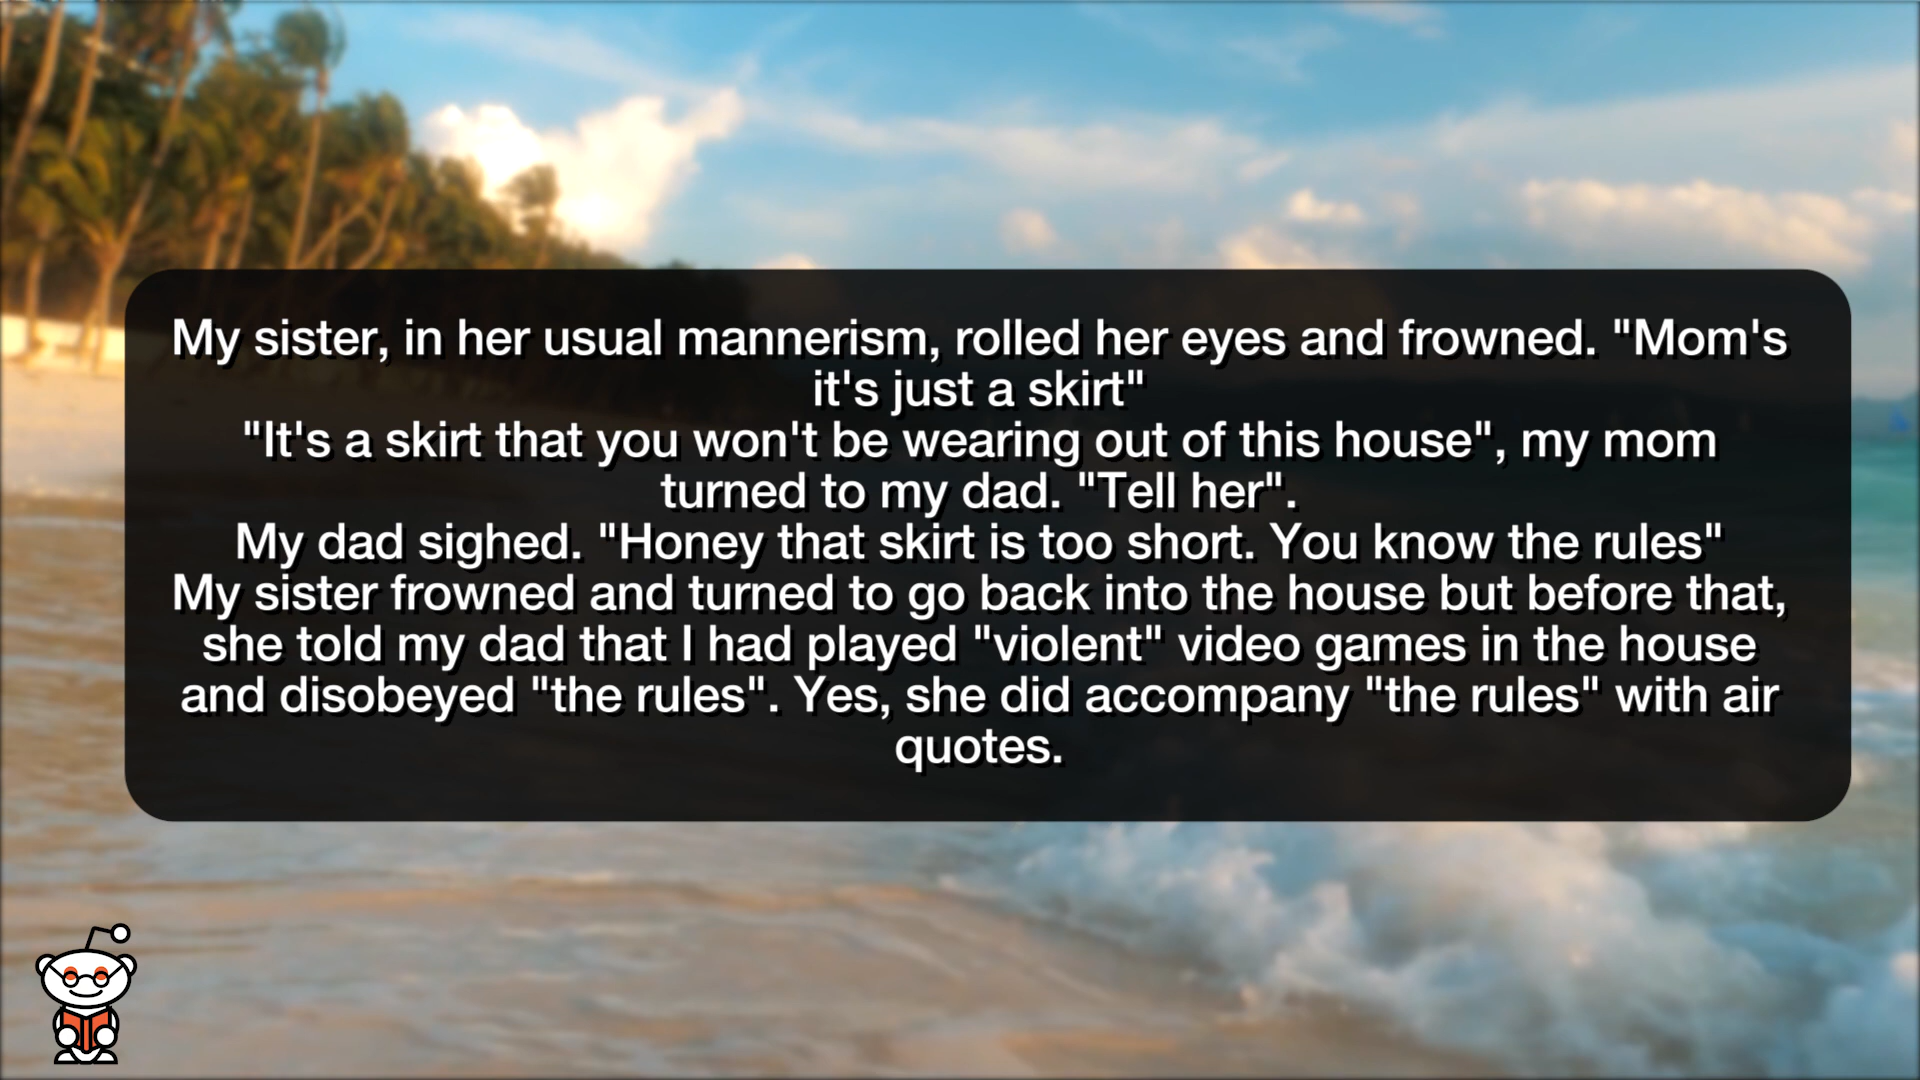 My sister, in her usual mannerism, rolled her eyes and frowned. "Mom's
it's just a skirt"
"It's a skirt that you won't be wearing out of this house", my mom
turned to my dad. "Tell her".
My dad sighed. "Honey that skirt is too short. You know the rules"
My sister frowned and turned to go back into the house but before that,
she told my dad that I had played "violent" video games in the house
and disobeyed "the rules". Yes, she did accompany "the rules" with air
quotes.